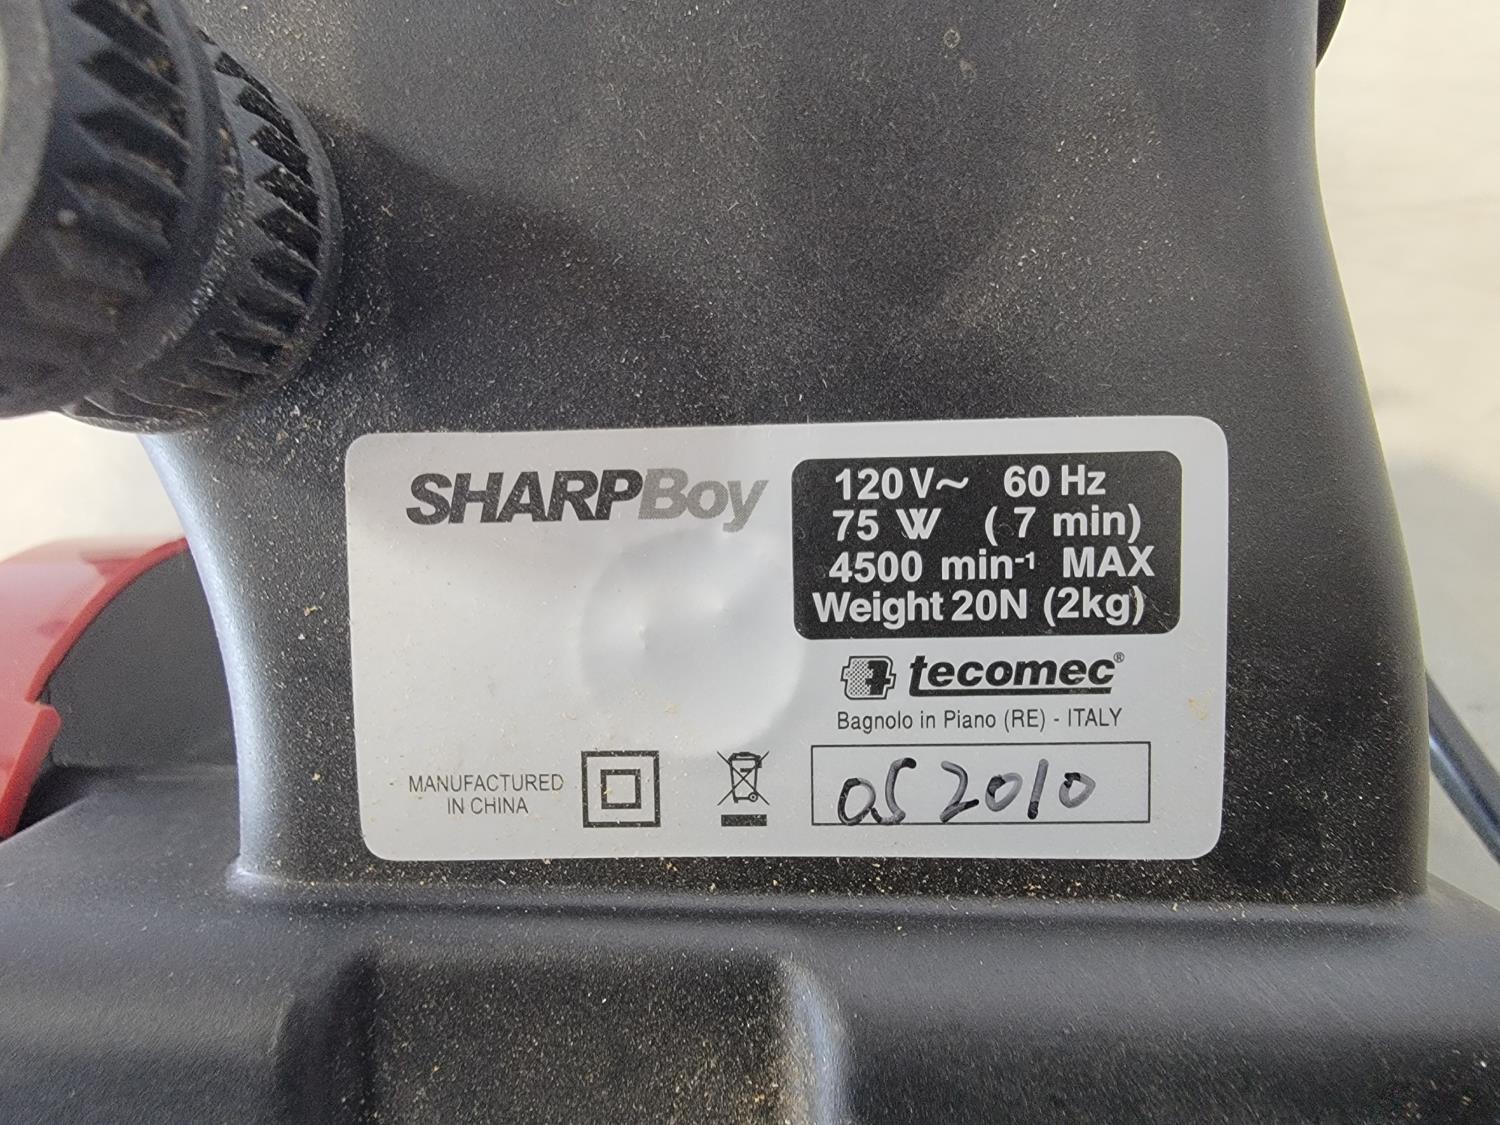 SHARPBoy
120 V~ 60 Hz
75 W ( 7 min)
4500 min-¹ MAX
Weight 20N (2kg)
tecomec®
Bagnolo in Piano (RE) - ITALY
MANUFACTURED
IN CHINA
05 2010